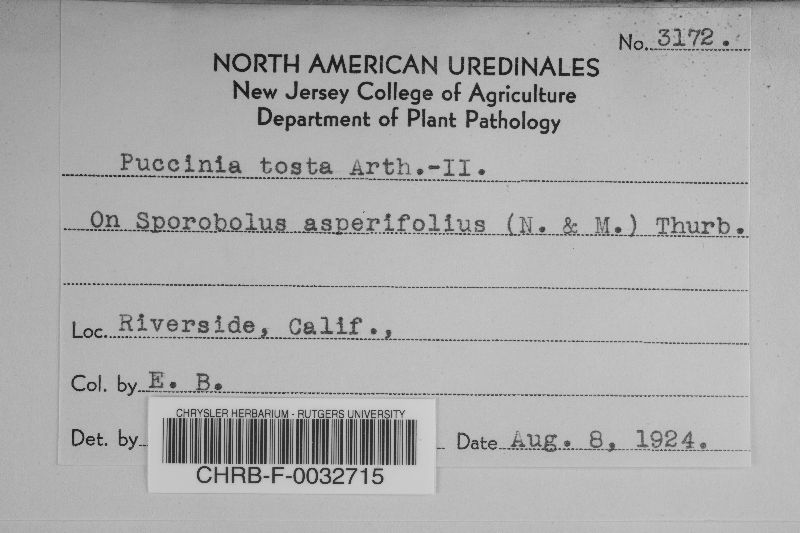 No. 3172.
NORTH AMERICAN UREDINALES
New Jersey College of Agriculture
Department of Plant Pathology
Puccinia tosta Arth.-II.
On Sporobolus asperifolius (N. & M.) Thurb.
Loc. Riverside, Calif.,
Col. by E. B.
Det. by
CHRYSLER HERBARIUM - RUTGERS UNIVERSITY
CHRB-F-0032715
Date Aug. 8, 1924.